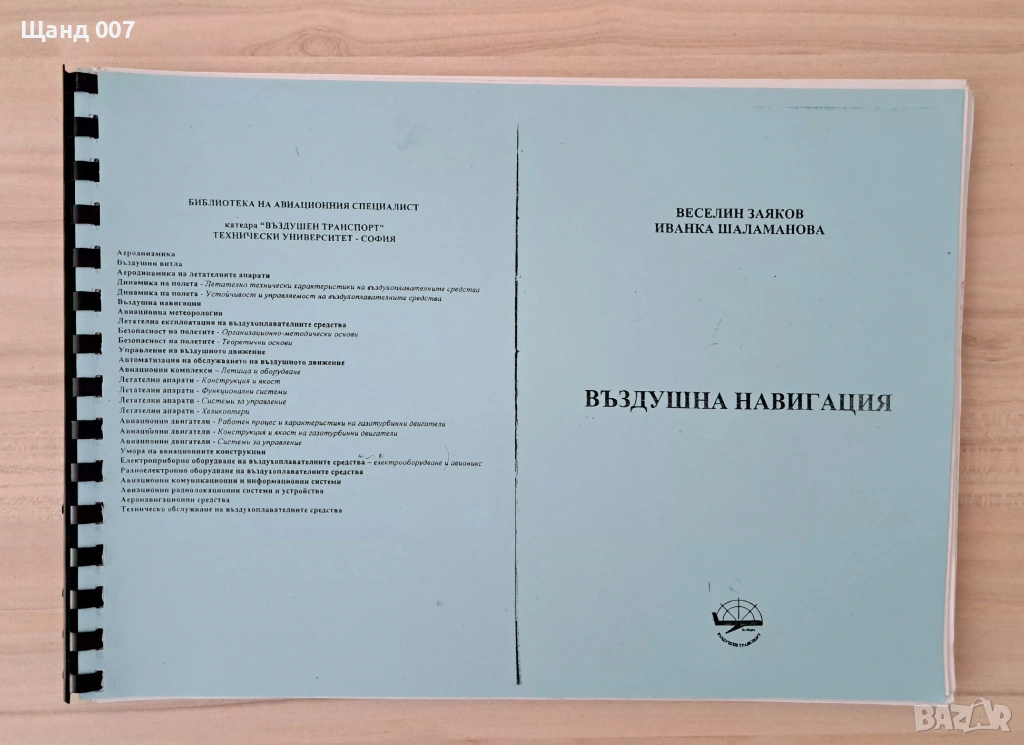 Щанд 007
БИБЛИОТЕКА НА АВИАЦИОННИЯ СПЕЦИАЛИСТ
катедра "ВЪЗДУШЕН ТРАНСПОРТ"
ТЕХНИЧЕСКИ УНИВЕРСИТЕТ - СОФИЯ
Аеродинамика
Въздушни витла
Аеродинамика на летателните апарати
Динамика на полета - Летателно технически характеристики на въздухоплавателните средства
Динамика на полета - Устойчивост и управляемост на въздухоплавателните средства
Въздушна навигация
Авиационна метеорология
Летателна експлоатация на въздухоплавателните средства
Безопасност на полетите - Организационно-методически основи
Безопасност на полетите - Теоретични основи
Управление на въздушното движение
Автоматизация на обслужването на въздушното движение
Авиационни комплекси – Летища и оборудване
Летателни апарати - Конструкция и якост
Летателни апарати - Функционални системи
Летателни апарати - Системи за управление
Летателни апарати - Хеликоптери
Авиационни двигатели - Работен процес и характеристики на газотурбинни двигатели
Авиационни двигатели - Конструкция и якост на газотурбинни двигатели
Авиационни двигатели - Системи за управление
Умора на авиационните конструкции
Електроприборно оборудване на въздухоплавателните средства – електрооборудване и авионикс
Радиоелектронно оборудване на въздухоплавателните средства
Авиационни комуникационни и информационни системи
Авиационни радиолокационни системи и устройства
Аеронавигационни средства
Техническо обслужване на въздухоплавателните средства
ВЕСЕЛИН ЗАЯКОВ
ИВАНКА ШАЛАМАНОВА
ВЪЗДУШНА НАВИГАЦИЯ
ВЪЗДУШЕН ТРАНСПОРТ
BAZAR